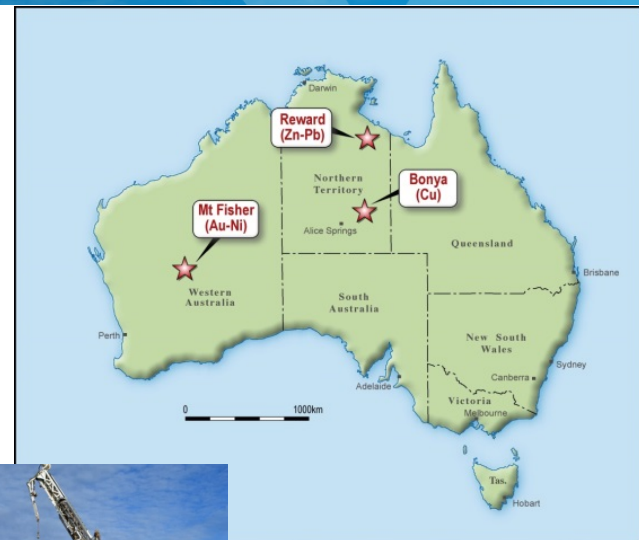 Darwin
Reward
(Zn-Pb)
Northern
Territory
Bonya
(Cu)
Mt Fisher
(Au-Ni)
Alice Springs
Queensland
Western
Australia
Brisbane
South
Australia
Perth
New South
Wales
Sydney
Canberra
Adelaide
Victoria
Melbourne
0 1000km
Tas.
Hobart